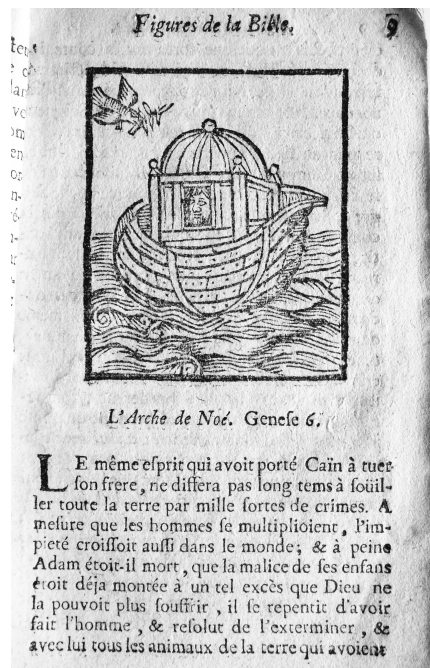 Figures de la Bible.
9
L'Arche de Noé. Geneſe 6.
LE même eſprit qui avoit porté Caïn à tuer
ſon frere, ne differa pas long tems à ſoüil-
ler toute la terre par mille ſortes de crimes. A
meſure que les hommes ſe multiplioient, l'im-
pieté croiſſoit auſſi dans le monde; & à peine
Adam étoit-il mort, que la malice de ſes enfans
étoit déja montée à un tel excès que Dieu ne
la pouvoit plus ſouffrir, il ſe repentit d'avoir
fait l'homme, & reſolut de l'exterminer, &
avec lui tous les animaux de la terre qui avoient